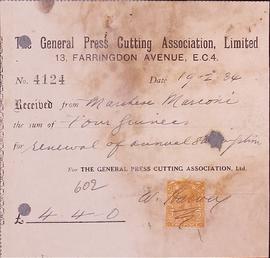 The General Press Cutting Association, Limited
13, FARRINGDON AVENUE, E.C.4.
No. 4124 Date 19-2-34
Received from Marchese Marconi
the sum of Four Guineas
for renewal of annual subscription
For THE GENERAL PRESS CUTTING ASSOCIATION, Ltd.
602
£ 4 4 0